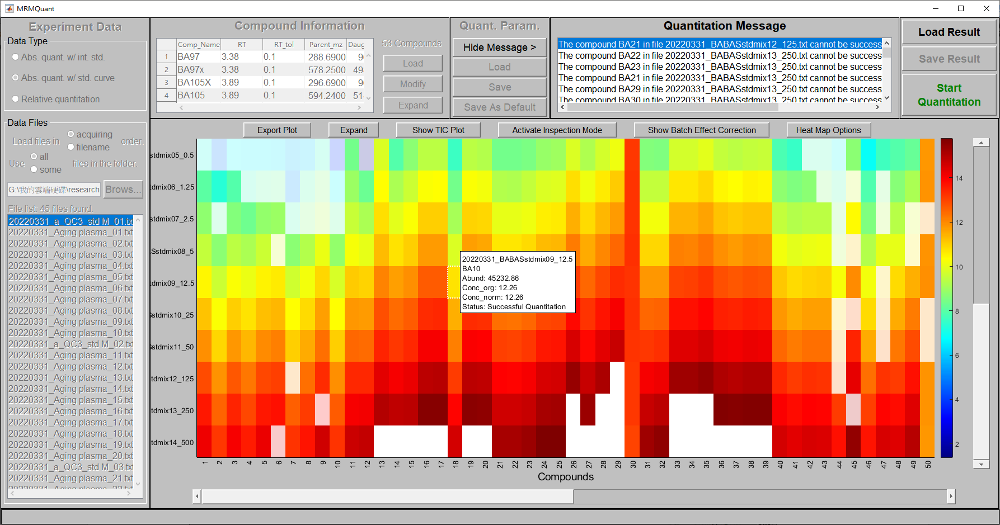 MRMQuant
Experiment Data
Data Type
Abs. quant. w/ int. std.
Abs. quant. w/ std. curve
Relative quantitation
Data Files
Load files in
acquiring
filename
order.
Use
all
some
files in the folder.
G:\我的雲端硬碟\research
Brows...
File list: 45 files found.
20220331_a_QC3_std M_01.txt
20220331_Aging plasma_01.txt
20220331_Aging plasma_02.txt
20220331_Aging plasma_03.txt
20220331_Aging plasma_04.txt
20220331_Aging plasma_05.txt
20220331_Aging plasma_06.txt
20220331_Aging plasma_07.txt
20220331_Aging plasma_08.txt
20220331_Aging plasma_09.txt
20220331_Aging plasma_10.txt
20220331_a_QC3_std M_02.txt
20220331_Aging plasma_11.txt
20220331_Aging plasma_12.txt
20220331_Aging plasma_13.txt
20220331_Aging plasma_14.txt
20220331_Aging plasma_15.txt
20220331_Aging plasma_16.txt
20220331_Aging plasma_17.txt
20220331_Aging plasma_18.txt
20220331_Aging plasma_19.txt
20220331_Aging plasma_20.txt
20220331_a_QC3_std M_03.txt
20220331_Aging plasma_21.txt
Compound Information
Comp_Name RT RT_tol Parent_mz Daug
1 BA97 3.38 0.1 288.6900 9
2 BA97x 3.38 0.1 578.2500 49
3 BA105X 3.89 0.1 296.6900 9
4 BA105 3.89 0.1 594.2400 51
53 Compounds
Load
Modify
Expand
Quant. Param.
Hide Message >
Load
Save
Save As Default
Quantitation Message
The compound BA21 in file 20220331_BABASstdmix12_125.txt cannot be success
The compound BA22 in file 20220331_BABASstdmix13_250.txt cannot be success
The compound BA23 in file 20220331_BABASstdmix13_250.txt cannot be success
The compound BA21 in file 20220331_BABASstdmix13_250.txt cannot be success
The compound BA29 in file 20220331_BABASstdmix13_250.txt cannot be success
The compound BA30 in file 20220331_BABASstdmix13_250.txt cannot be success
Load Result
Save Result
Start
Quantitation
Export Plot
Expand
Show TIC Plot
Activate Inspection Mode
Show Batch Effect Correction
Heat Map Options
stdmix05_0.5
tdmix06_1.25
stdmix07_2.5
Sstdmix08_5
tdmix09_12.5
stdmix10_25
stdmix11_50
tdmix12_125
tdmix13_250
tdmix14_500
20220331_BABASstdmix09_12.5
BA10
Abund: 45232.86
Conc_org: 12.26
Conc_norm: 12.26
Status: Successful Quantitation
14
12
10
8
6
4
2
1 2 3 4 5 6 7 8 9 10 11 12 13 14 15 16 17 18 19 20 21 22 23 24 25 26 27 28 29 30 31 32 33 34 35 36 37 38 39 40 41 42 43 44 45 46 47 48 49 50
Compounds